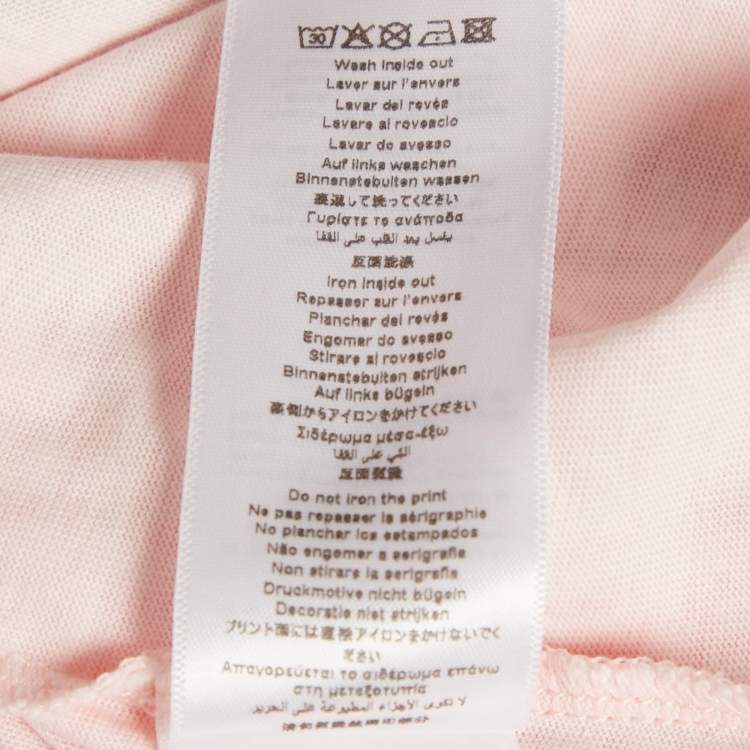 30
Wash inside out
Laver sur l'envers
Lavar del revés
Lavare al rovescio
Lavar do avesso
Auf links waschen
Binnenstebuiten wassen
裏返して洗ってください
Γυρίστε το ανάποδα
يغسل بعد القلب على القفا
反面洗滌
Iron inside out
Repasser sur l'envers
Planchar del revés
Engomar do avesso
Stirare al rovescio
Binnenstebuiten strijken
Auf links bügeln
裏側からアイロンをかけてください
Σιδέρωμα μέσα-έξω
الكي على القفا
反面熨燙
Do not iron the print
Ne pas repasser la sérigraphie
No planchar los estampados
Não engomar a serigrafia
Non stirare la serigrafia
Druckmotive nicht bügeln
Decoratie niet strijken
プリント面には直接アイロンをかけないでく
ださい
Απαγορεύεται το σιδέρωμα επάνω
στη μεταξοτυπία
لا تكوى الأجزاء المطبوعة على الحرير